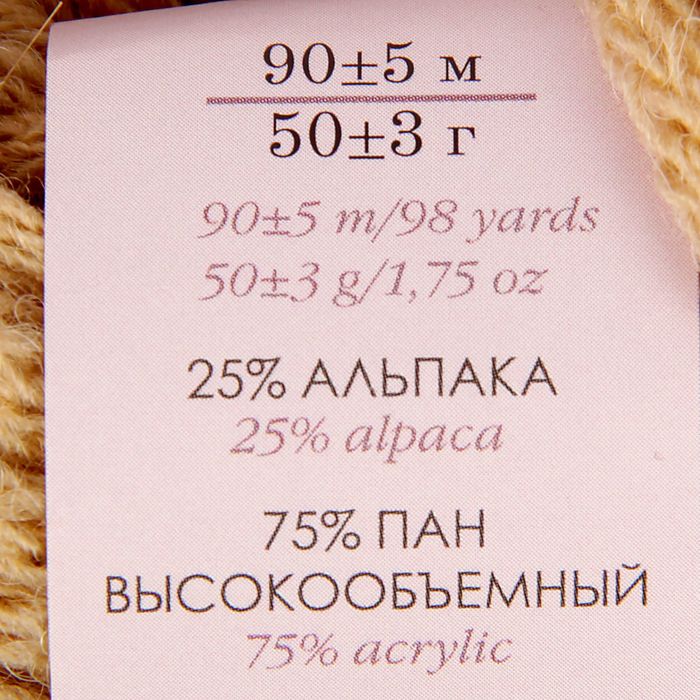 90±5 м
50±3 г
90±5 m/98 yards
50±3 g/1,75 oz
25% АЛЬПАКА
25% alpaca
75% ПАН
ВЫСОКООБЪЕМНЫЙ
75% acrylic